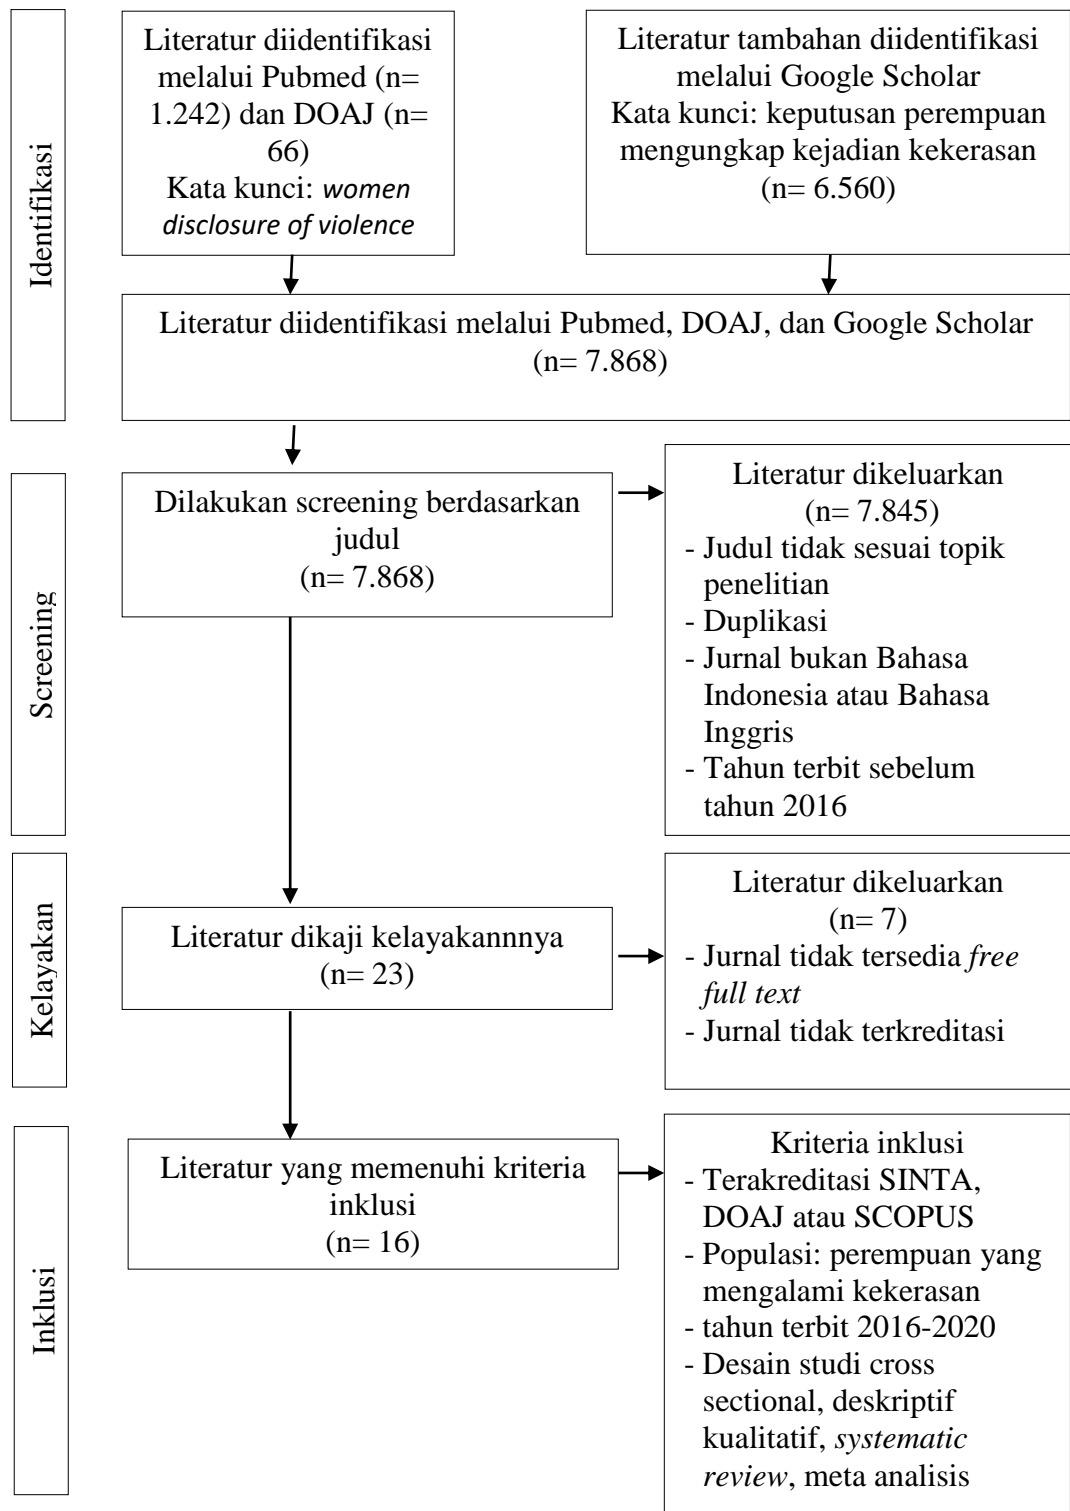 Identifikasi
Literatur diidentifikasi
melalui Pubmed (n=
1.242) dan DOAJ (n=
66)
Kata kunci: women
disclosure of violence
Literatur tambahan diidentifikasi
melalui Google Scholar
Kata kunci: keputusan perempuan
mengungkap kejadian kekerasan
(n= 6.560)
Literatur diidentifikasi melalui Pubmed, DOAJ, dan Google Scholar
(n= 7.868)
Screening
Dilakukan screening berdasarkan
judul
(n= 7.868)
Literatur dikeluarkan
(n= 7.845)
- Judul tidak sesuai topik
penelitian
- Duplikasi
- Jurnal bukan Bahasa
Indonesia atau Bahasa
Inggris
- Tahun terbit sebelum
tahun 2016
Kelayakan
Literatur dikaji kelayakannnya
(n= 23)
Literatur dikeluarkan
(n= 7)
- Jurnal tidak tersedia free
full text
- Jurnal tidak terkreditasi
Inklusi
Literatur yang memenuhi kriteria
inklusi
(n= 16)
Kriteria inklusi
- Terakreditasi SINTA,
DOAJ atau SCOPUS
- Populasi: perempuan yang
mengalami kekerasan
- tahun terbit 2016-2020
- Desain studi cross
sectional, deskriptif
kualitatif, systematic
review, meta analisis